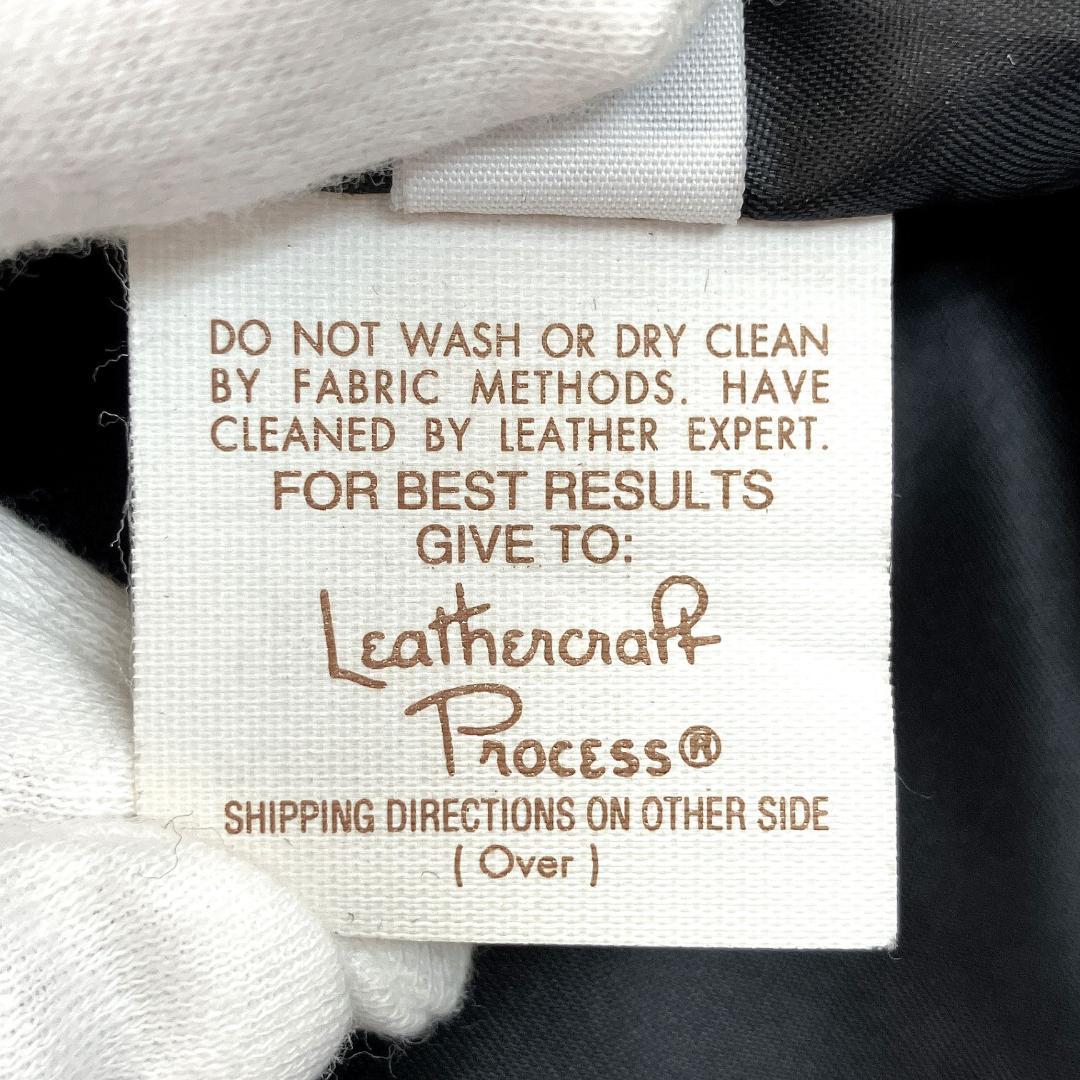 DO NOT WASH OR DRY CLEAN
BY FABRIC METHODS. HAVE
CLEANED BY LEATHER EXPERT.
FOR BEST RESULTS
GIVE TO:
Leathercraft
Process®
SHIPPING DIRECTIONS ON OTHER SIDE
( Over )